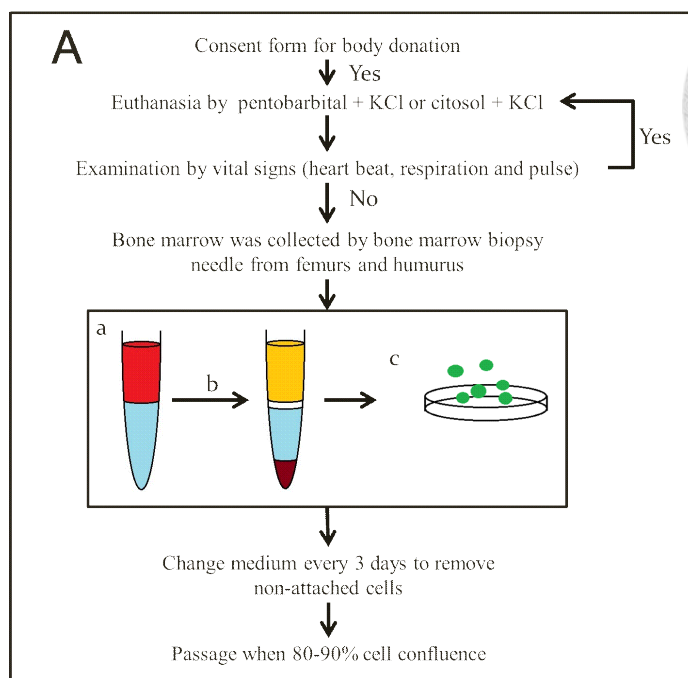 A
Consent form for body donation
Yes
Euthanasia by pentobarbital + KCl or citosol + KCl
Yes
Examination by vital signs (heart beat, respiration and pulse)
No
Bone marrow was collected by bone marrow biopsy
needle from femurs and humurus
a
b
c
Change medium every 3 days to remove
non-attached cells
Passage when 80-90% cell confluence